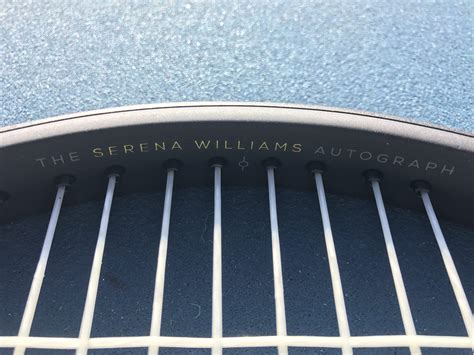 THE SERENA WILLIAMS AUTOGRAPH